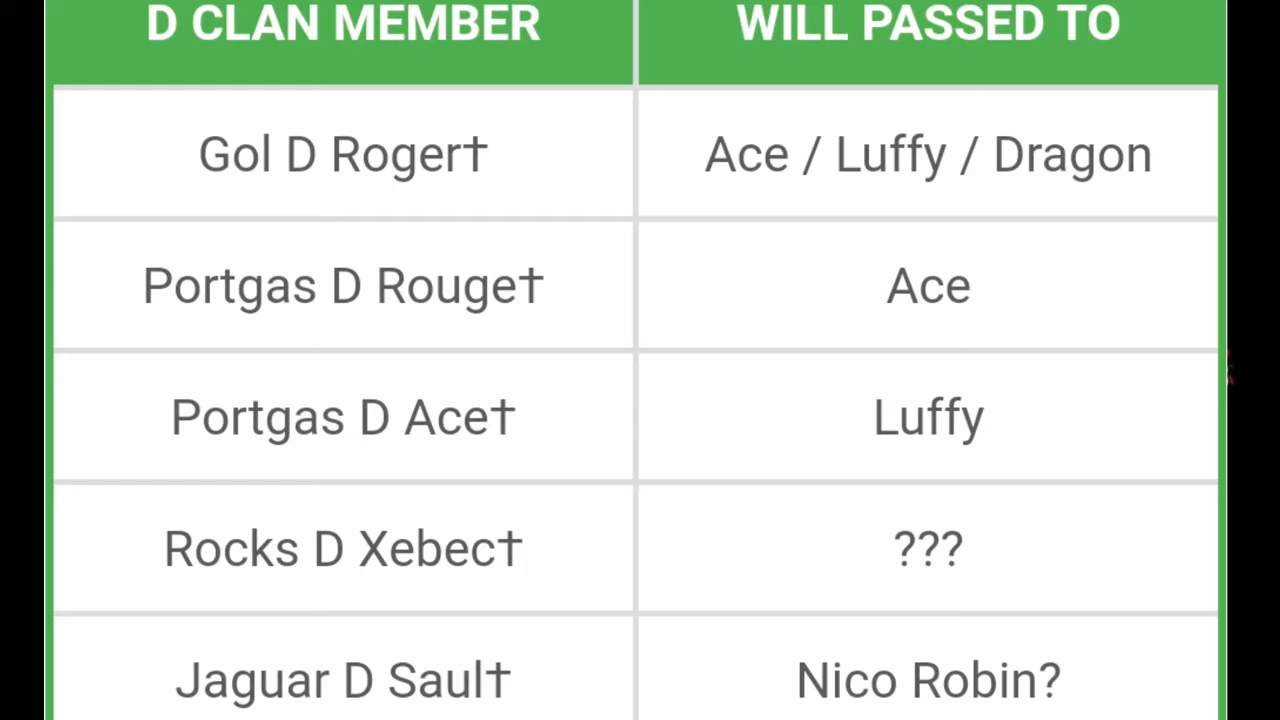 D CLAN MEMBER WILL PASSED TO
Gol D Roger† Ace / Luffy / Dragon
Portgas D Rouge† Ace
Portgas D Ace† Luffy
Rocks D Xebec† ???
Jaguar D Saul† Nico Robin?